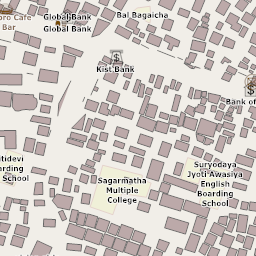 Global Bank
Global Bank
Bal Bagaicha
Bar
Kist Bank
Bank of
School
Sagarmatha
Multiple
College
Suryodaya
Jyoti Awasiya
English
Boarding
School